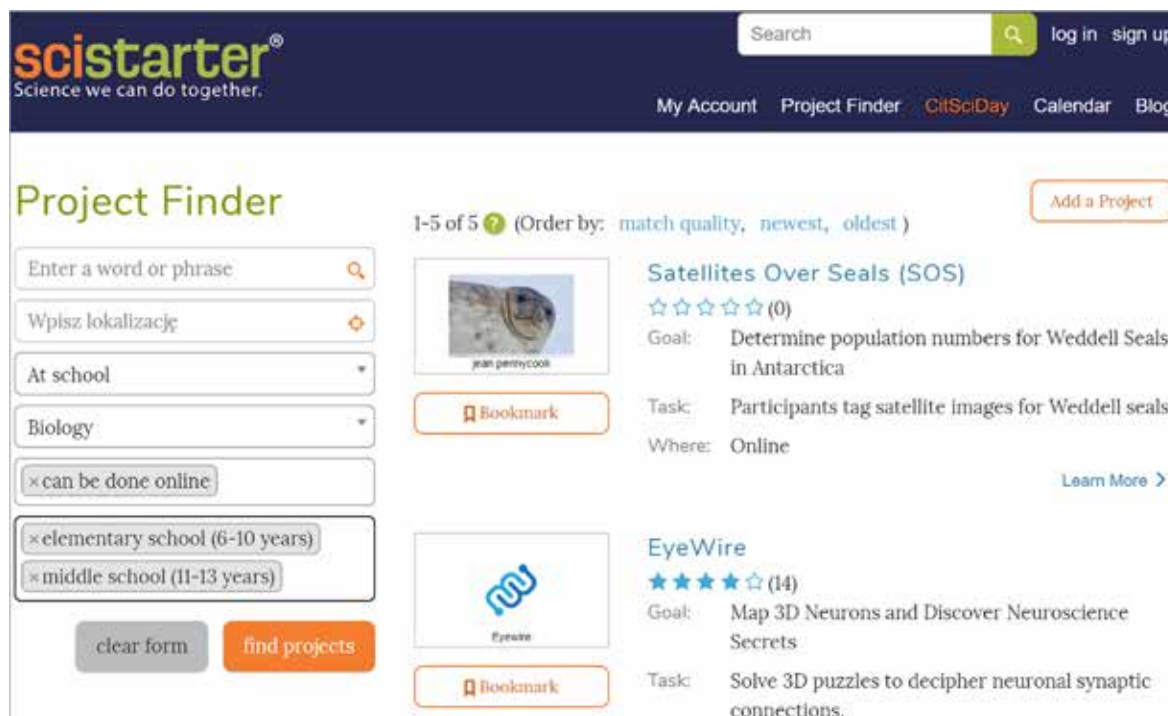 scistarter®
Science we can do together.
Search
log in sign up
My Account Project Finder CitSciDay Calendar Blog
Project Finder
Enter a word or phrase
Wpisz lokalizację
At school
Biology
×can be done online
×elementary school (6-10 years)
×middle school (11-13 years)
clear form find projects
1-5 of 5 ? (Order by: match quality, newest, oldest )
Add a Project
jean pennycook
Bookmark
Satellites Over Seals (SOS)
(0)
Goal: Determine population numbers for Weddell Seals
in Antarctica
Task: Participants tag satellite images for Weddell seals
Where: Online
Learn More >
Eyewire
Bookmark
EyeWire
(14)
Goal: Map 3D Neurons and Discover Neuroscience
Secrets
Task: Solve 3D puzzles to decipher neuronal synaptic
connections.